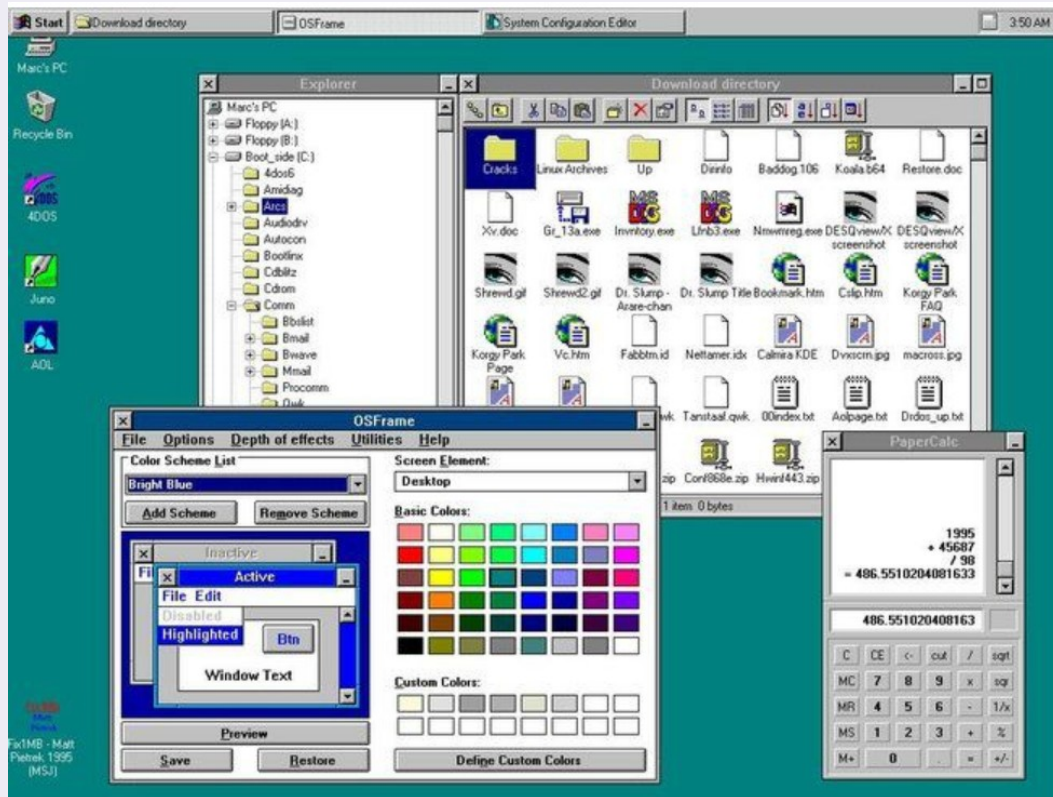 Start
Download directory
OSFrame
System Configuration Editor
3:50 AM
Marc's PC
Recycle Bin
4DOS
Juno
AOL
Fix1MB - Matt
Pietrek 1995
(MSJ)
Explorer
Marc's PC
Floppy (A:)
Floppy (B:)
Boot_side (C:)
4dos6
Amidiag
Arcs
Audiodrv
Autocon
Bootlinx
Cdblitz
Cdrom
Comm
Bbslist
Bmail
Bwave
Mmail
Procomm
Qwk
Download directory
Cracks
Linux Archives
Up
Dirinfo
Baddog.106
Koala.b64
Restore.doc
Xv.doc
Gr_13a.exe
Invntory.exe
Lfnb3.exe
Nmwmreg.exe
DESQview/X
screenshot
DESQview/X
screenshot
Shrewd.gif
Shrewd2.gif
Dr. Slump -
Arare-chan
Dr. Slump Title
Bookmark.htm
Cslip.htm
Korgy Park
FAQ
Korgy Park
Page
Vc.htm
Fabbtm.id
Nettamer.idx
Calmira KDE
Dvxscrn.jpg
macross.jpg
wk.
Tanstaal.qwk
00index.txt
Aolpage.txt
Drdos_up.txt
zip
Conf868e.zip
Hwinf443.zip
1 item 0 bytes
OSFrame
File Options Depth of effects Utilities Help
Color Scheme List
Bright Blue
Add Scheme
Remove Scheme
Inactive
Fi
Active
File Edit
Disabled
Highlighted
Btn
Window Text
Preview
Save
Restore
Screen Element:
Desktop
Basic Colors:
Custom Colors:
Define Custom Colors
PaperCalc
1995
+ 45687
/ 98
= 486.5510204081633
486.551020408163
C CE <- cut / sqrt
MC 7 8 9 x sqr
MR 4 5 6 - 1/x
MS 1 2 3 + %
M+ 0 . = +/-